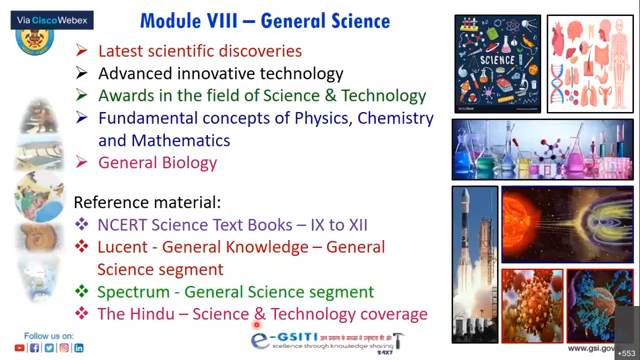 Via CiscoWebex
Module VIII – General Science
Latest scientific discoveries
Advanced innovative technology
Awards in the field of Science & Technology
Fundamental concepts of Physics, Chemistry
and Mathematics
General Biology
Reference material:
NCERT Science Text Books – IX to XII
Lucent - General Knowledge – General
Science segment
Spectrum - General Science segment
The Hindu – Science & Technology coverage
SCIENCE
Follow us on:
e-GSITI
excellence through knowledge sharing
24X7
www.gsi.gov
+553